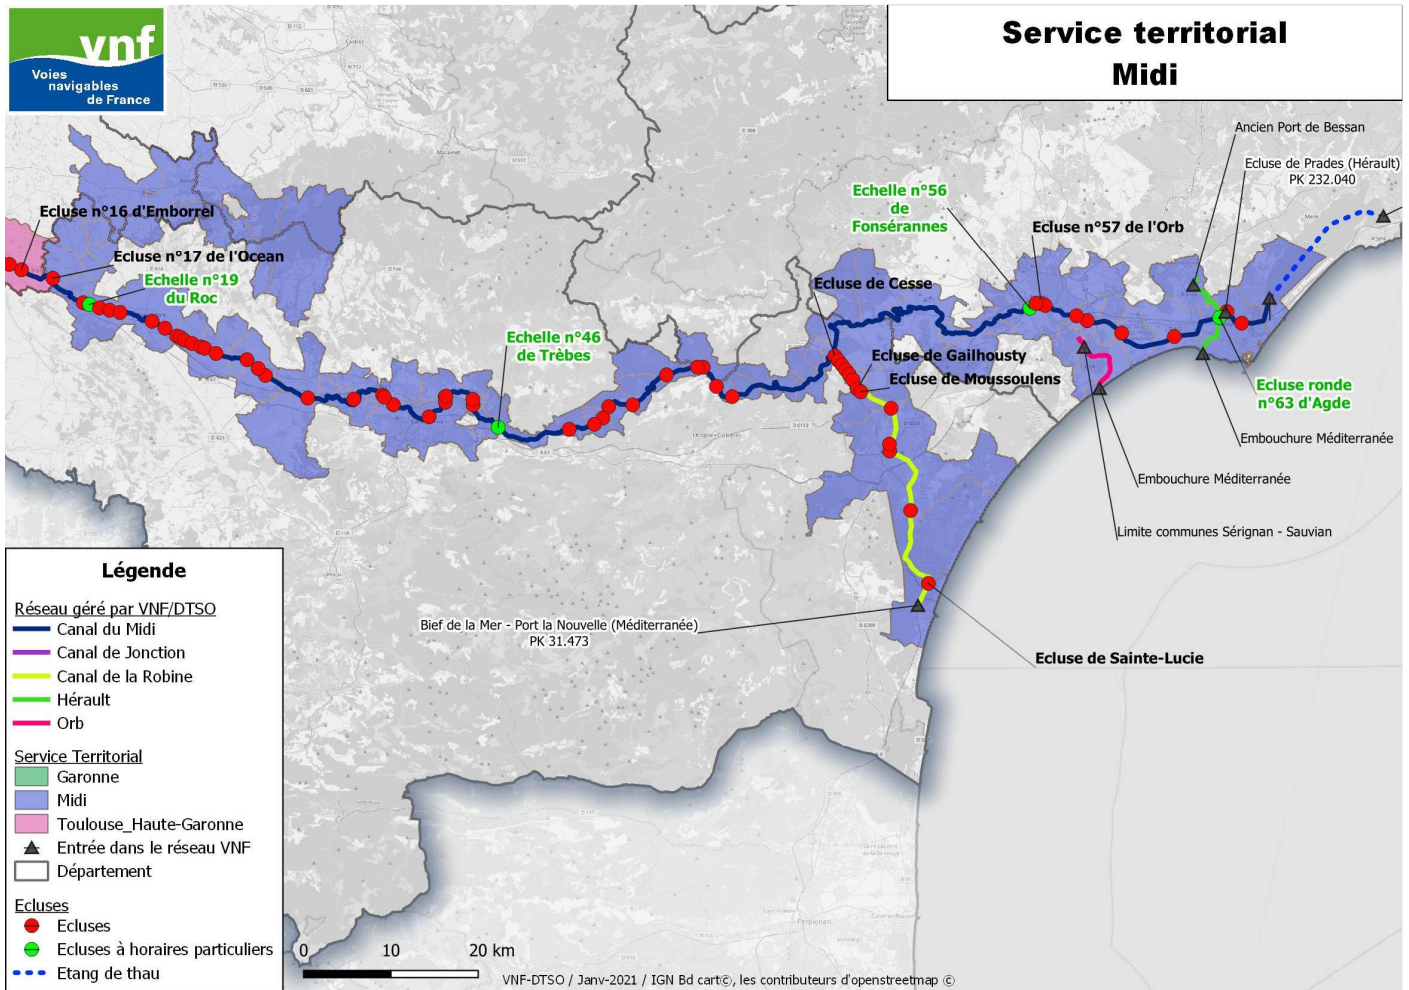 vnf
Voies
navigables
de France
Service territorial
Midi
Ancien Port de Bessan
Ecluse de Prades (Hérault)
PK 232.040
Echelle n°56
de
Fonsérannes
Ecluse n°57 de l'Orb
Ecluse n°16 d'Emborrel
Ecluse n°17 de l'Ocean
Echelle n°19
du Roc
Ecluse de Cesse
Echelle n°46
de Trèbes
Ecluse de Gailhousty
Ecluse de Moussoulens
Ecluse ronde
n°63 d'Agde
Embouchure Méditerranée
Embouchure Méditerranée
Limite communes Sérignan - Sauvian
Bief de la Mer - Port la Nouvelle (Méditerranée)
PK 31.473
Ecluse de Sainte-Lucie
Légende
Réseau géré par VNF/DTSO
Canal du Midi
Canal de Jonction
Canal de la Robine
Hérault
Orb
Service Territorial
Garonne
Midi
Toulouse_Haute-Garonne
Entrée dans le réseau VNF
Département
Ecluses
Ecluses
Ecluses à horaires particuliers
Etang de thau
0 10 20 km
VNF-DTSO / Janv-2021 / IGN Bd cart©, les contributeurs d'openstreetmap ©
Perpignan